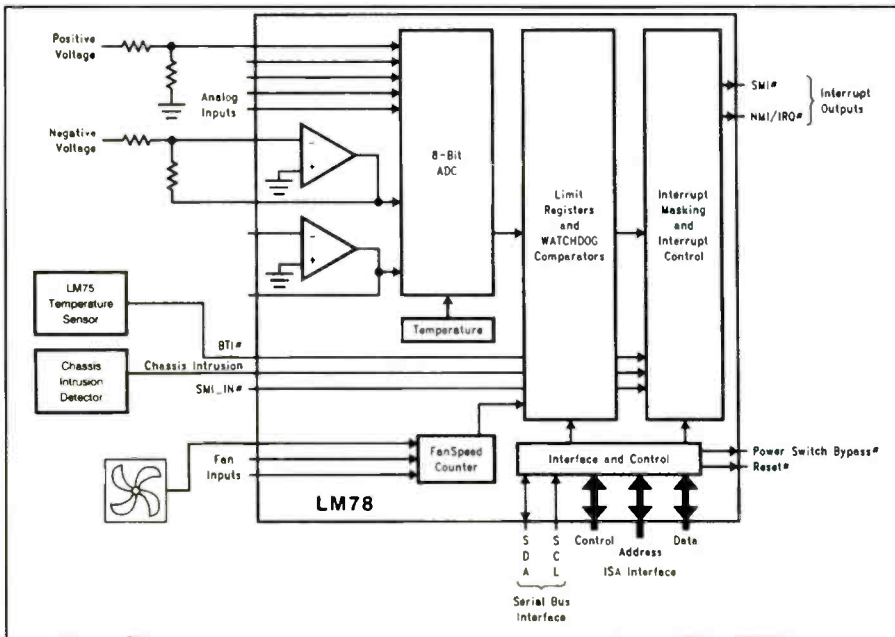 Positive
Voltage
Analog
Inputs
Negative
Voltage
-
+
-
+
8-Bit
ADC
Limit
Registers
and
WATCHDOG
Comparators
Interrupt
Masking
and
Interrupt
Control
SMI#
NMI/IRQ#
Interrupt
Outputs
LM75
Temperature
Sensor
Temperature
BTI#
Chassis Intrusion
Chassis
Intrusion
Detector
SMI_IN#
Fan
Inputs
FanSpeed
Counter
Interface and Control
Power Switch Bypass#
Reset#
LM78
SDA
SCL
Control
Address
Data
ISA Interface
Serial Bus
Interface